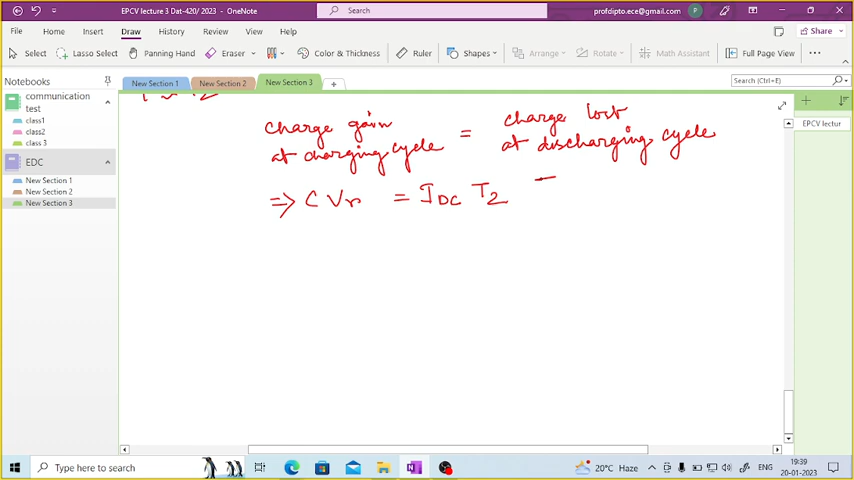 EPCV lecture 3 Dat-420/ 2023 - OneNote
Search
profdipto.ece@gmail.com
P
File Home Insert Draw History Review View Help
Share
Select Lasso Select Panning Hand Eraser Color & Thickness Ruler Shapes Arrange Rotate Math Assistant Full Page View
Notebooks
New Section 1 New Section 2 New Section 3
Search (Ctrl+E)
communication
test
class1
class2
class 3
EDC
New Section 1
New Section 2
New Section 3
EPCV lectur
charge gain
at charging cycle = charge lost
at discharging cycle
⇒ C Vr = IDC T2
Type here to search
20°C Haze
ENG
19:39
20-01-2023